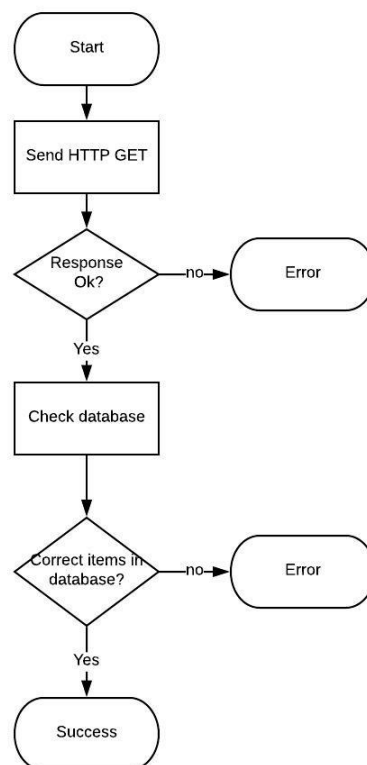 Start
Send HTTP GET
Response
Ok?
no
Error
Yes
Check database
Correct items in
database?
no
Error
Yes
Success